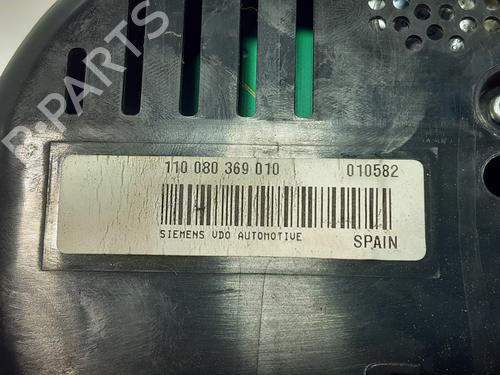 B-PARTS
110 080 369 010 010582
SIEMENS VDO AUTOMOTIVE SPAIN